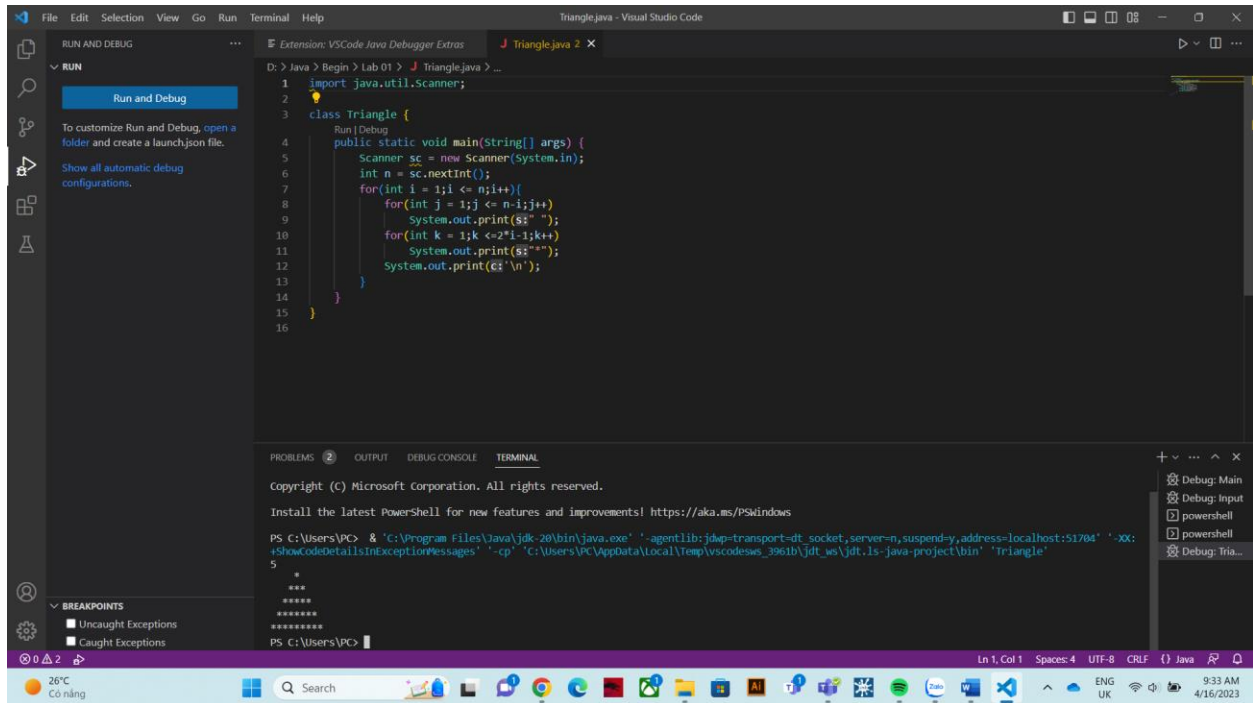 File Edit Selection View Go Run Terminal Help Triangle.java - Visual Studio Code
RUN AND DEBUG ...
RUN
Run and Debug
To customize Run and Debug, open a
folder and create a launch.json file.
Show all automatic debug
configurations.
Extension: VSCode Java Debugger Extras
J Triangle.java 2
D: > Java > Begin > Lab 01 > J Triangle.java > ...
1 import java.util.Scanner;
2
3 class Triangle {
Run | Debug
4 public static void main(String[] args) {
5 Scanner sc = new Scanner(System.in);
6 int n = sc.nextInt();
7 for(int i = 1;i <= n;i++){
8 for(int j = 1;j <= n-i;j++)
9 System.out.print(s:" ");
10 for(int k = 1;k <=2*i-1;k++)
11 System.out.print(s:"*");
12 System.out.print(c:'\n');
13 }
14 }
15 }
16
PROBLEMS 2 OUTPUT DEBUG CONSOLE TERMINAL
Copyright (C) Microsoft Corporation. All rights reserved.
Install the latest PowerShell for new features and improvements! https://aka.ms/PSWindows
PS C:\Users\PC> & 'C:\Program Files\Java\jdk-20\bin\java.exe' '-agentlib:jdwp=transport=dt_socket,server=n,suspend=y,address=localhost:51704' '-XX:
+ShowCodeDetailsInExceptionMessages' '-cp' 'C:\Users\PC\AppData\Local\Temp\vscodesws_3961b\jdt_ws\jdt.ls-java-project\bin' 'Triangle'
5
    *
   ***
  *****
 *******
*********
PS C:\Users\PC>
Debug: Main
Debug: Input
powershell
powershell
Debug: Tria...
BREAKPOINTS
Uncaught Exceptions
Caught Exceptions
0 2
Ln 1, Col 1 Spaces: 4 UTF-8 CRLF {} Java
26°C
Có nắng
Search
Ai
Zalo
ENG
UK
9:33 AM
4/16/2023